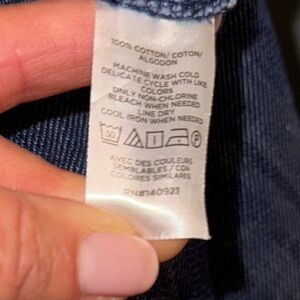 100% COTTON/ COTON/
ALGODON
MACHINE WASH COLD
DELICATE CYCLE WITH LIKE
COLORS
ONLY NON-CHLORINE
BLEACH WHEN NEEDED
LINE DRY
COOL IRON WHEN NEEDED
30 P
AVEC DES COULEURS
SEMBLABLES / CON
COLORES SIMILARES
RN#140923